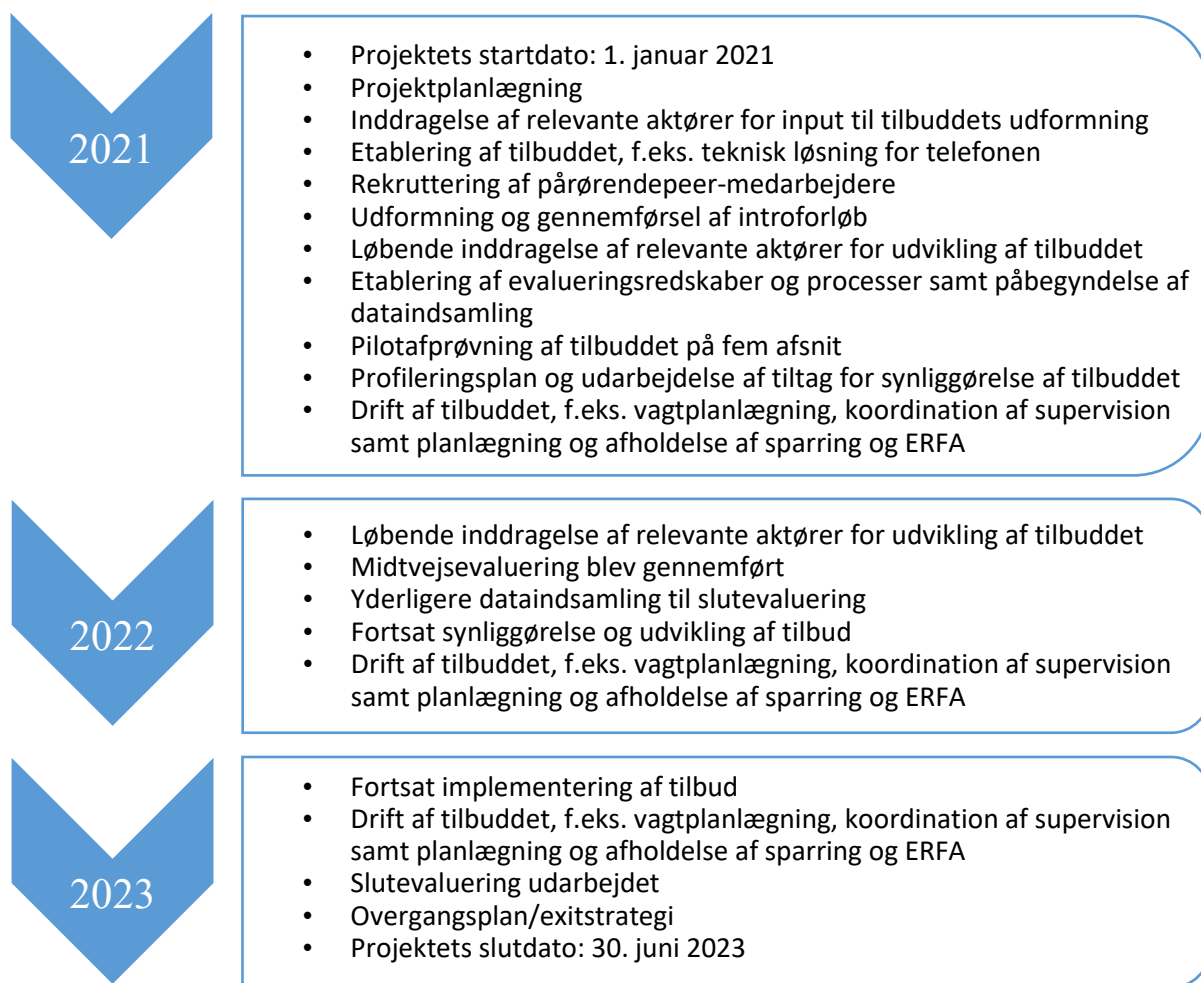 2021
• Projektets startdato: 1. januar 2021
• Projektplanlægning
• Inddragelse af relevante aktører for input til tilbuddets udformning
• Etablering af tilbuddet, f.eks. teknisk løsning for telefonen
• Rekruttering af pårørendepeer-medarbejdere
• Udformning og gennemførsel af introforløb
• Løbende inddragelse af relevante aktører for udvikling af tilbuddet
• Etablering af evalueringsredskaber og processer samt påbegyndelse af
dataindsamling
• Pilotafprøvning af tilbuddet på fem afsnit
• Profileringsplan og udarbejdelse af tiltag for synliggørelse af tilbuddet
• Drift af tilbuddet, f.eks. vagtplanlægning, koordination af supervision
samt planlægning og afholdelse af sparring og ERFA
2022
• Løbende inddragelse af relevante aktører for udvikling af tilbuddet
• Midtvejsevaluering blev gennemført
• Yderligere dataindsamling til slutevaluering
• Fortsat synliggørelse og udvikling af tilbud
• Drift af tilbuddet, f.eks. vagtplanlægning, koordination af supervision
samt planlægning og afholdelse af sparring og ERFA
2023
• Fortsat implementering af tilbud
• Drift af tilbuddet, f.eks. vagtplanlægning, koordination af supervision
samt planlægning og afholdelse af sparring og ERFA
• Slutevaluering udarbejdet
• Overgangsplan/exitstrategi
• Projektets slutdato: 30. juni 2023